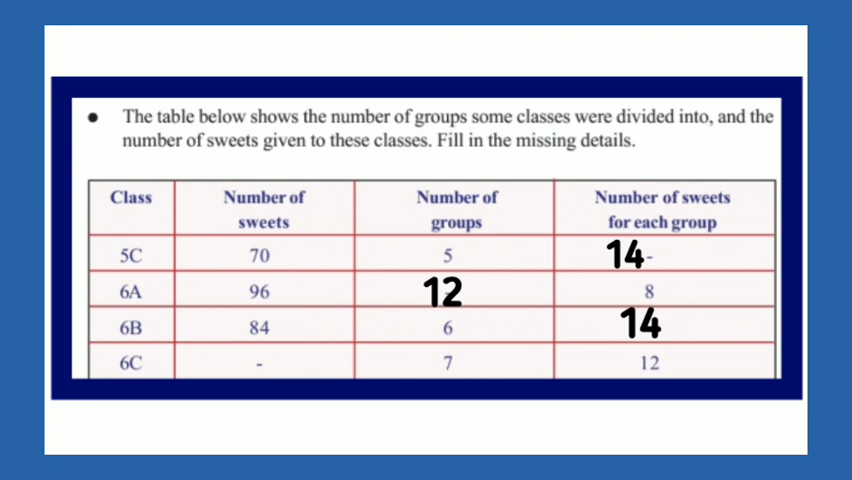 ● The table below shows the number of groups some classes were divided into, and the
number of sweets given to these classes. Fill in the missing details.
Class Number of sweets Number of groups Number of sweets for each group
5C 70 5 14-
6A 96 12 8
6B 84 6 14
6C - 7 12